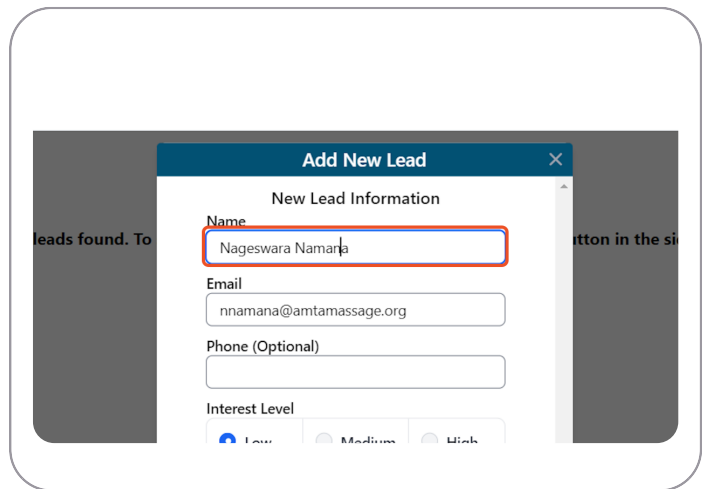 Add New Lead
New Lead Information
Name
leads found. To
utton in the si
Nageswara Namana
Email
nnamana@amtamassage.org
Phone (Optional)
Interest Level
Low
Medium
High